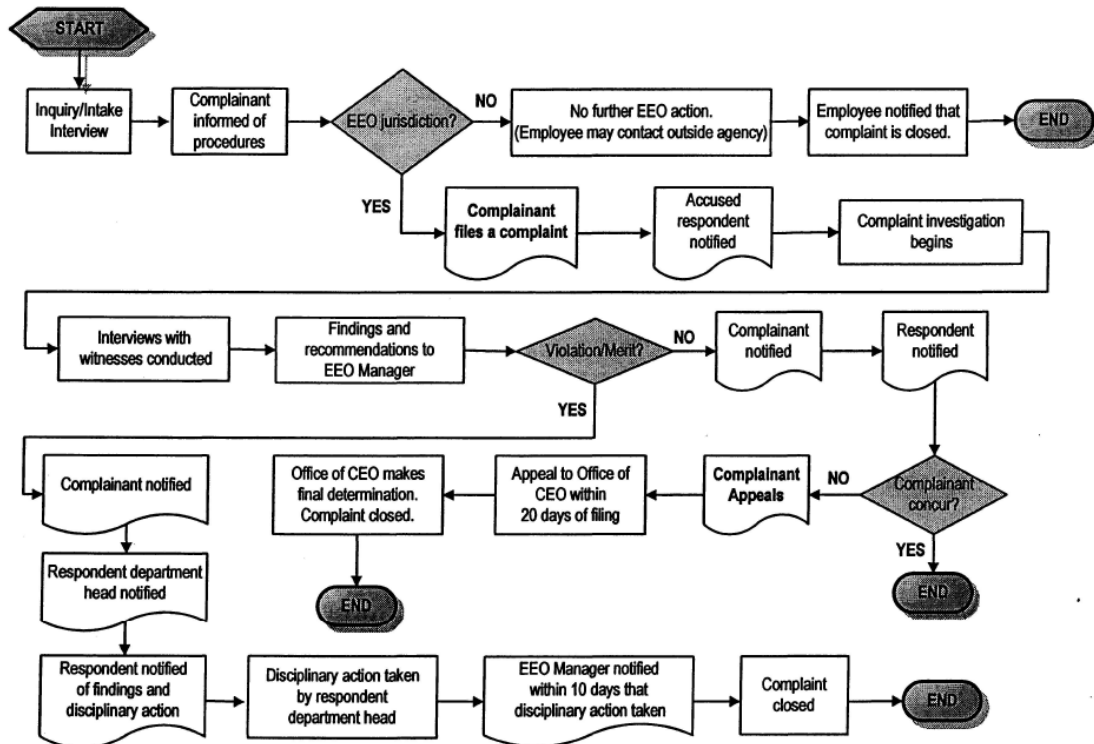 START
Inquiry/Intake
Interview
Complainant
informed of
procedures
EEO jurisdiction?
NO
No further EEO action.
(Employee may contact outside agency)
Employee notified that
complaint is closed.
END
YES
Complainant
files a complaint
Accused
respondent
notified
Complaint investigation
begins
Interviews with
witnesses conducted
Findings and
recommendations to
EEO Manager
Violation/Merit?
NO
Complainant
notified
Respondent
notified
YES
Complainant
concur?
NO
Complainant
Appeals
Appeal to Office of
CEO within
20 days of filing
Office of CEO makes
final determination.
Complaint closed.
END
YES
END
Complainant notified
Respondent department
head notified
Respondent notified
of findings and
disciplinary action
Disciplinary action taken
by respondent
department head
EEO Manager notified
within 10 days that
disciplinary action taken
Complaint
closed
END